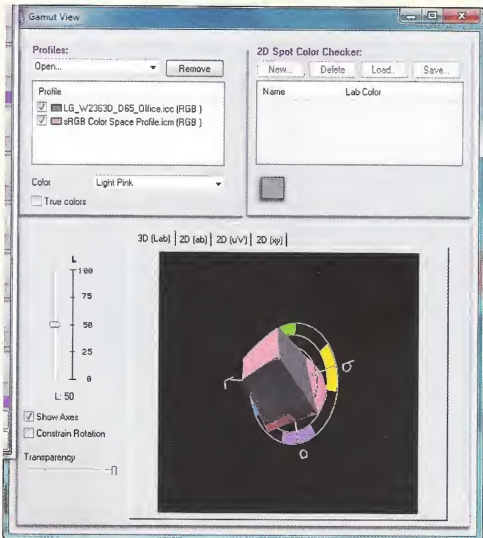 Gamut View
Profiles:
Open...
Remove
Profile
LG_W2363D_D65_Office.icc (RGB )
sRGB Color Space Profile.icm (RGB )
Color
Light Pink
True colors
2D Spot Color Checker:
New...
Delete
Load..
Save...
Name
Lab-Color
3D (Lab)
2D (ab)
2D (u'v')
2D (xy)
L
100
75
50
25
0
L: 50
Show Axes
Constrain Rotation
Transparency
L
b
a